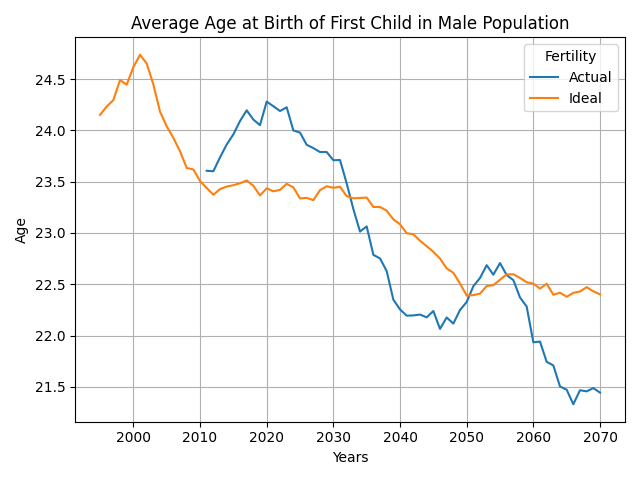 Average Age at Birth of First Child in Male Population
Fertility
Actual
Ideal
Age
24.5
24.0
23.5
23.0
22.5
22.0
21.5
2000 2010 2020 2030 2040 2050 2060 2070
Years